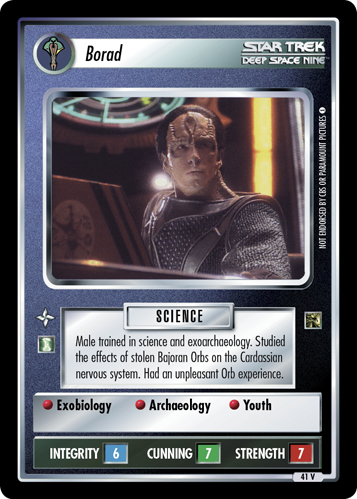 Borad
STAR TREK
DEEP SPACE NINE™
NOT ENDORSED BY CBS OR PARAMOUNT PICTURES
SCIENCE
Male trained in science and exoarchaeology. Studied
the effects of stolen Bajoran Orbs on the Cardassian
nervous system. Had an unpleasant Orb experience.
Exobiology Archaeology Youth
INTEGRITY 6 CUNNING 7 STRENGTH 7
41 V